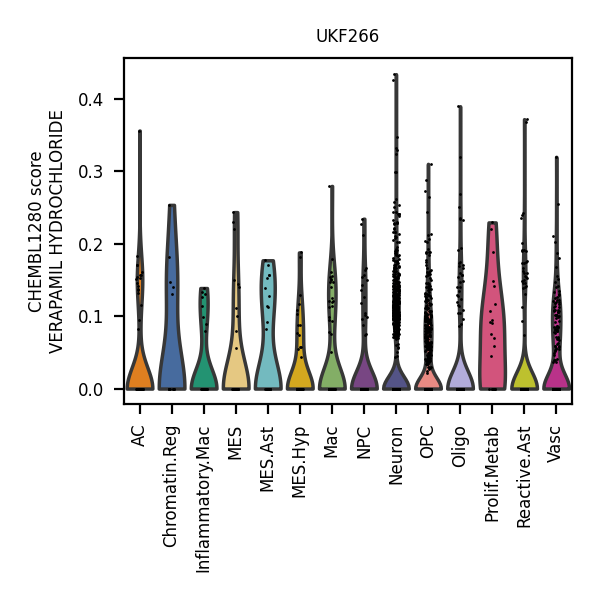 UKF266
CHEMBL1280 score
VERAPAMIL HYDROCHLORIDE
0.4
0.3
0.2
0.1
0.0
AC
Chromatin.Reg
Inflammatory.Mac
MES
MES.Ast
MES.Hyp
Mac
NPC
Neuron
OPC
Oligo
Prolif.Metab
Reactive.Ast
Vasc